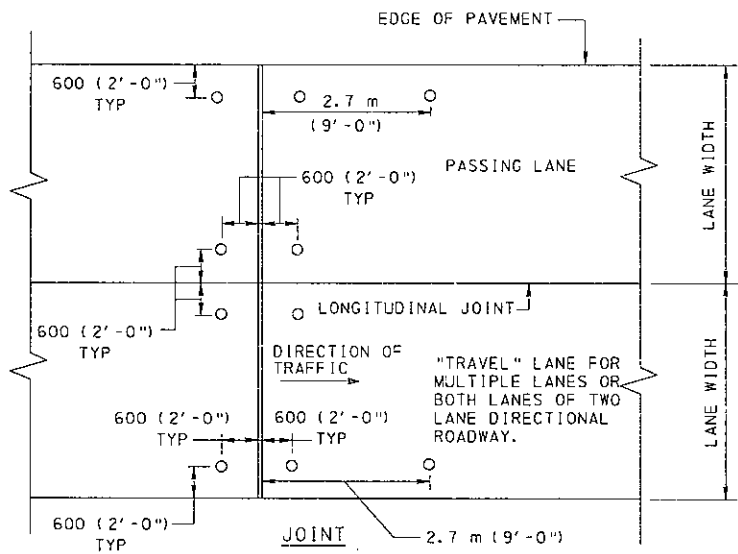 EDGE OF PAVEMENT
600 (2'-0")
TYP
2.7 m
(9'-0")
PASSING LANE
LANE WIDTH
600 (2'-0")
TYP
LONGITUDINAL JOINT
600 (2'-0")
TYP
DIRECTION OF
TRAFFIC
"TRAVEL" LANE FOR
MULTIPLE LANES OR
BOTH LANES OF TWO
LANE DIRECTIONAL
ROADWAY.
LANE WIDTH
600 (2'-0")
TYP
600 (2'-0")
TYP
600 (2'-0")
TYP
JOINT
2.7 m (9'-0")